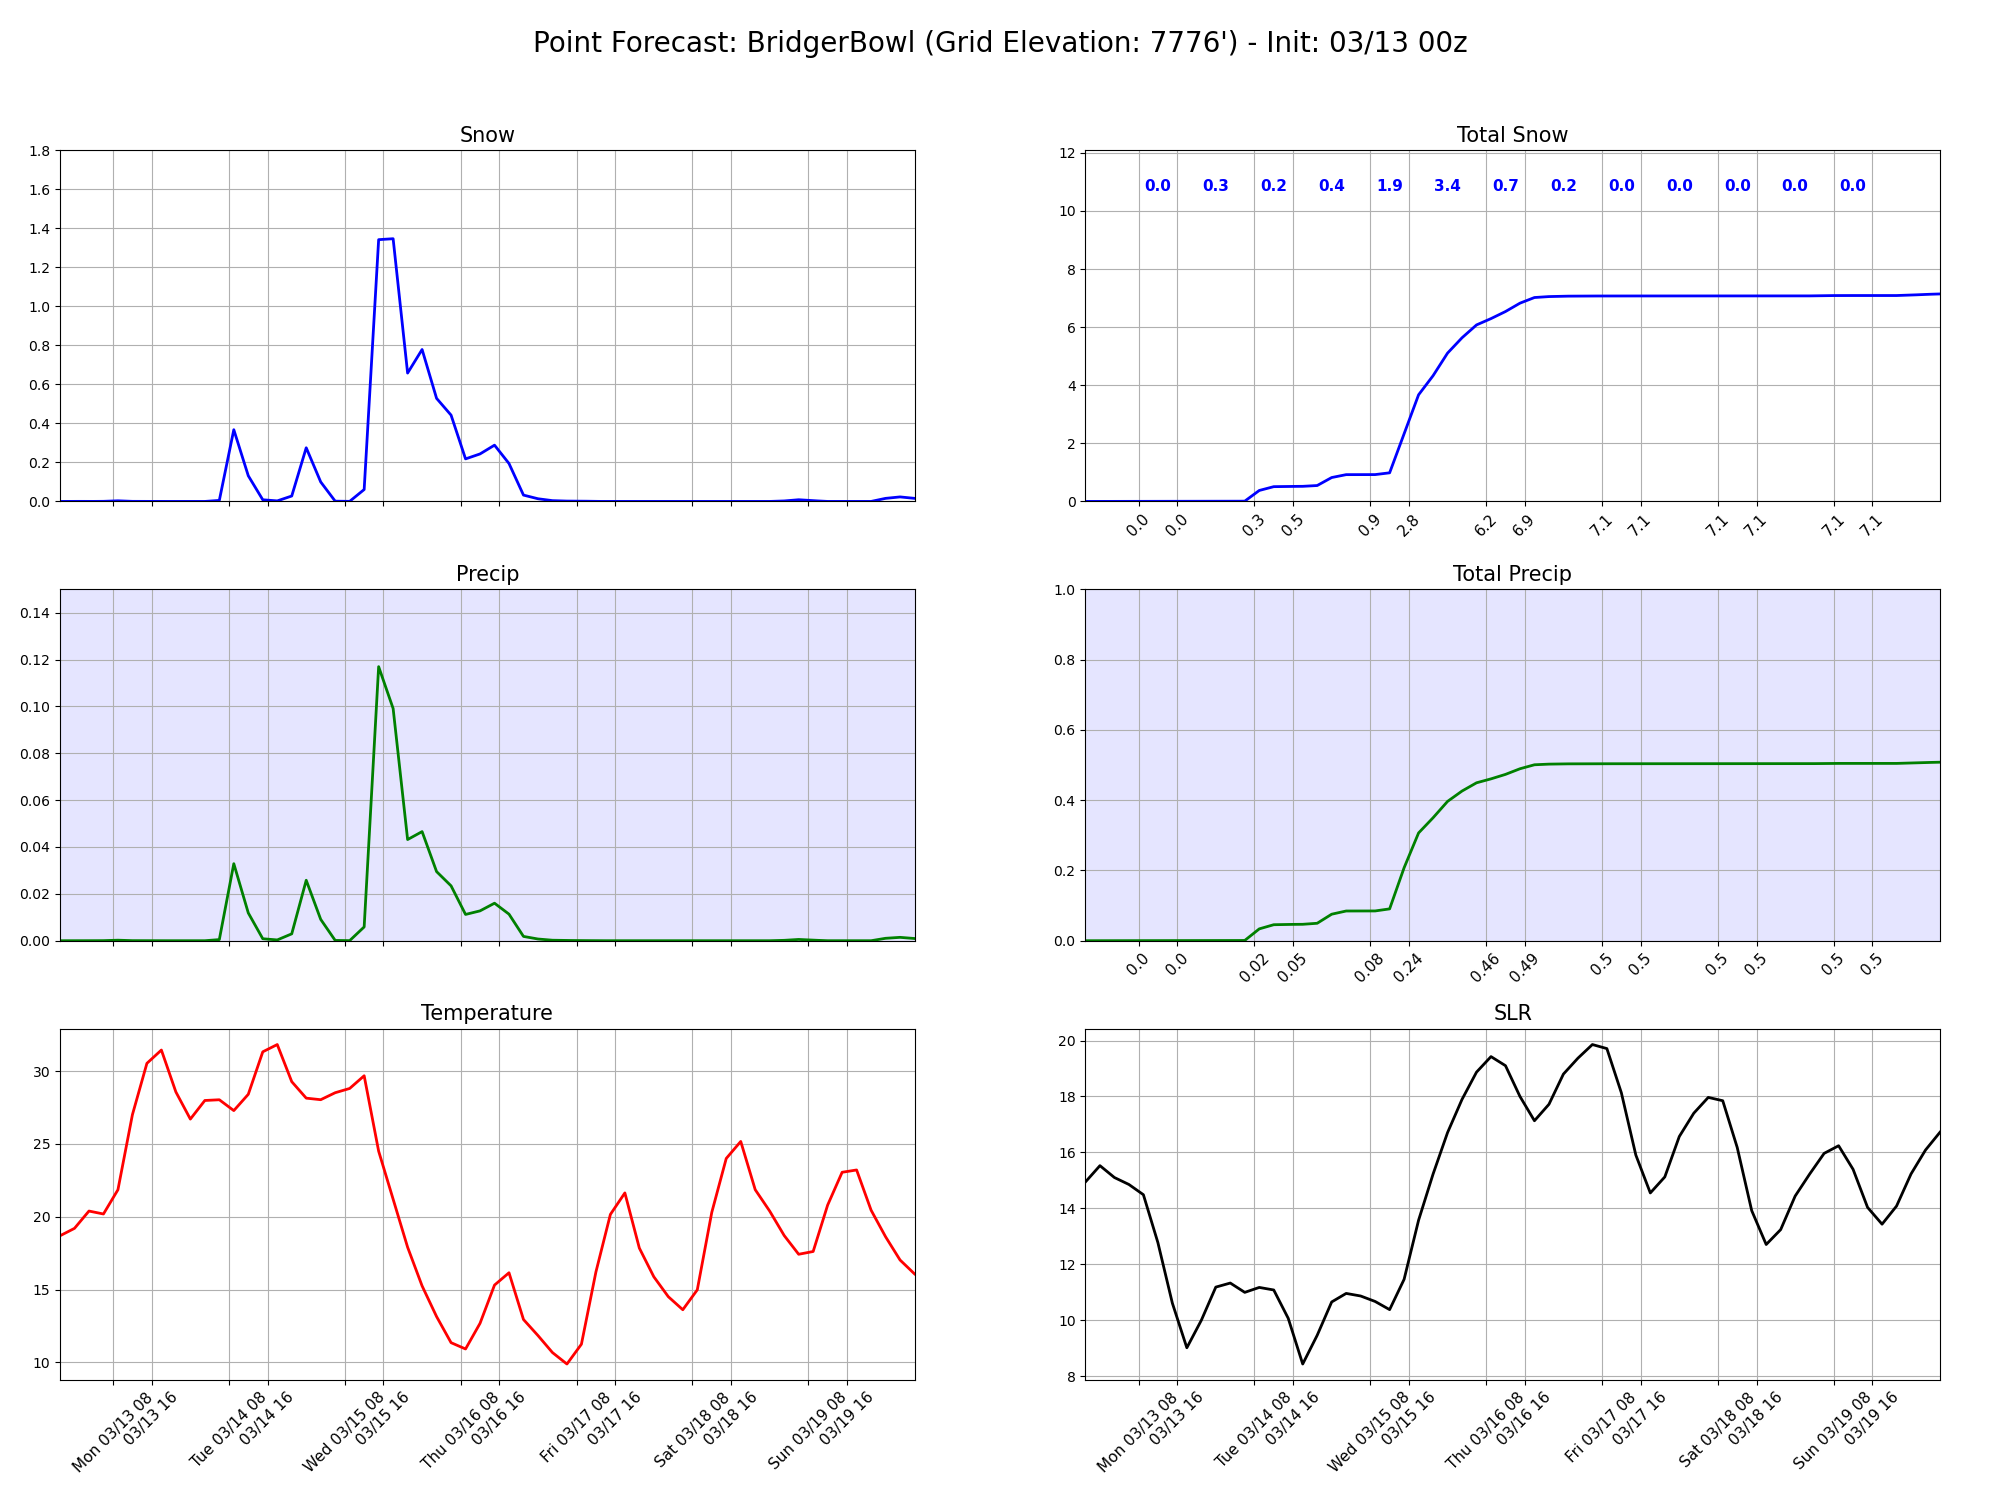 Point Forecast: BridgerBowl (Grid Elevation: 7776') - Init: 03/13 00z
Snow
1.8
1.6
1.4
1.2
1.0
0.8
0.6
0.4
0.2
0.0
Total Snow
12
10
8
6
4
2
0
0.0 0.3 0.2 0.4 1.9 3.4 0.7 0.2 0.0 0.0 0.0 0.0 0.0
0.0 0.0 0.3 0.5 0.9 2.8 6.2 6.9 7.1 7.1 7.1 7.1 7.1 7.1
Precip
0.14
0.12
0.10
0.08
0.06
0.04
0.02
0.00
Total Precip
1.0
0.8
0.6
0.4
0.2
0.0
0.0 0.0 0.02 0.05 0.08 0.24 0.46 0.49 0.5 0.5 0.5 0.5 0.5 0.5
Temperature
30
25
20
15
10
Mon 03/13 08
03/13 16
Tue 03/14 08
03/14 16
Wed 03/15 08
03/15 16
Thu 03/16 08
03/16 16
Fri 03/17 08
03/17 16
Sat 03/18 08
03/18 16
Sun 03/19 08
03/19 16
SLR
20
18
16
14
12
10
8
Mon 03/13 08
03/13 16
Tue 03/14 08
03/14 16
Wed 03/15 08
03/15 16
Thu 03/16 08
03/16 16
Fri 03/17 08
03/17 16
Sat 03/18 08
03/18 16
Sun 03/19 08
03/19 16